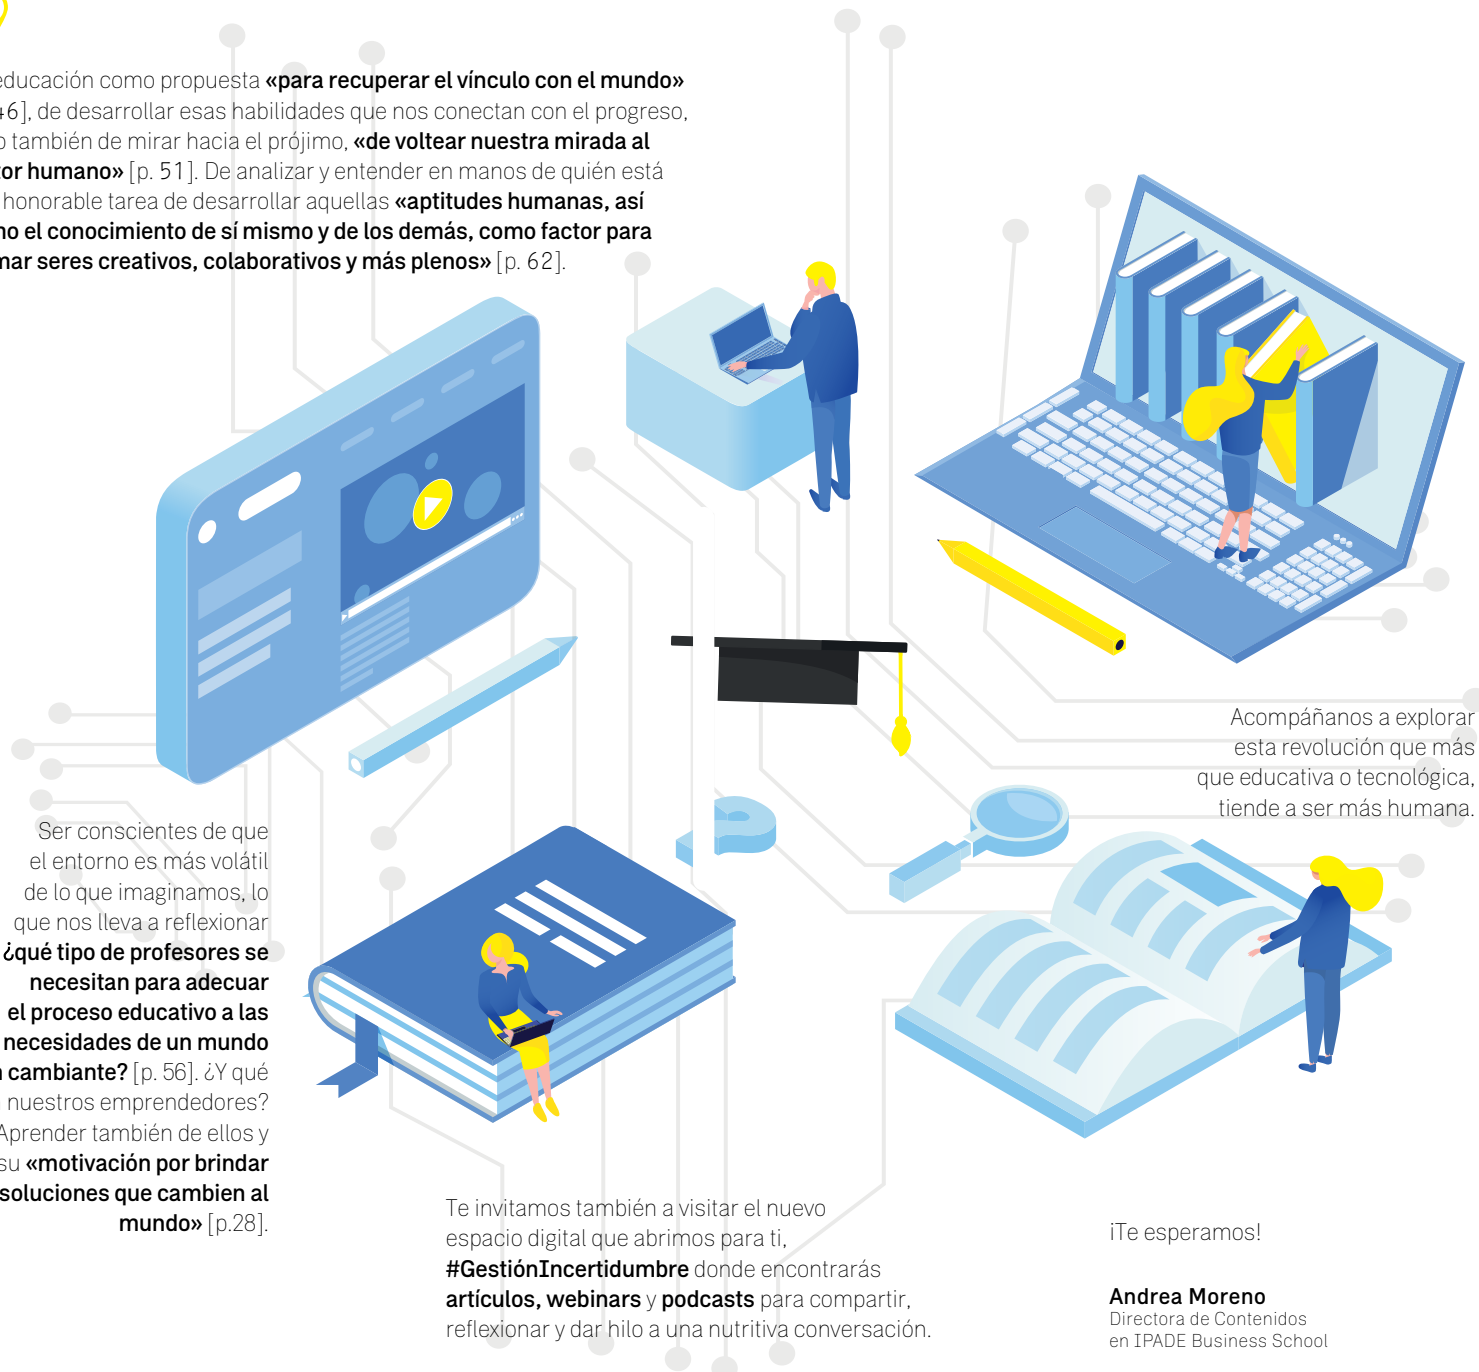 educación como propuesta «para recuperar el vínculo con el mundo»
46], de desarrollar esas habilidades que nos conectan con el progreso,
o también de mirar hacia el prójimo, «de voltear nuestra mirada al
tor humano» [p. 51]. De analizar y entender en manos de quién está
honorable tarea de desarrollar aquellas «aptitudes humanas, así
mo el conocimiento de sí mismo y de los demás, como factor para
mar seres creativos, colaborativos y más plenos» [p. 62].
Acompáñanos a explorar
esta revolución que más
que educativa o tecnológica,
tiende a ser más humana.
Ser conscientes de que
el entorno es más volátil
de lo que imaginamos, lo
que nos lleva a reflexionar
¿qué tipo de profesores se
necesitan para adecuar
el proceso educativo a las
necesidades de un mundo
n cambiante? [p. 56]. ¿Y qué
nuestros emprendedores?
Aprender también de ellos y
su «motivación por brindar
soluciones que cambien al
mundo» [p.28].
Te invitamos también a visitar el nuevo
espacio digital que abrimos para ti,
#GestiónIncertidumbre donde encontrarás
artículos, webinars y podcasts para compartir,
reflexionar y dar hilo a una nutritiva conversación.
¡Te esperamos!
Andrea Moreno
Directora de Contenidos
en IPADE Business School